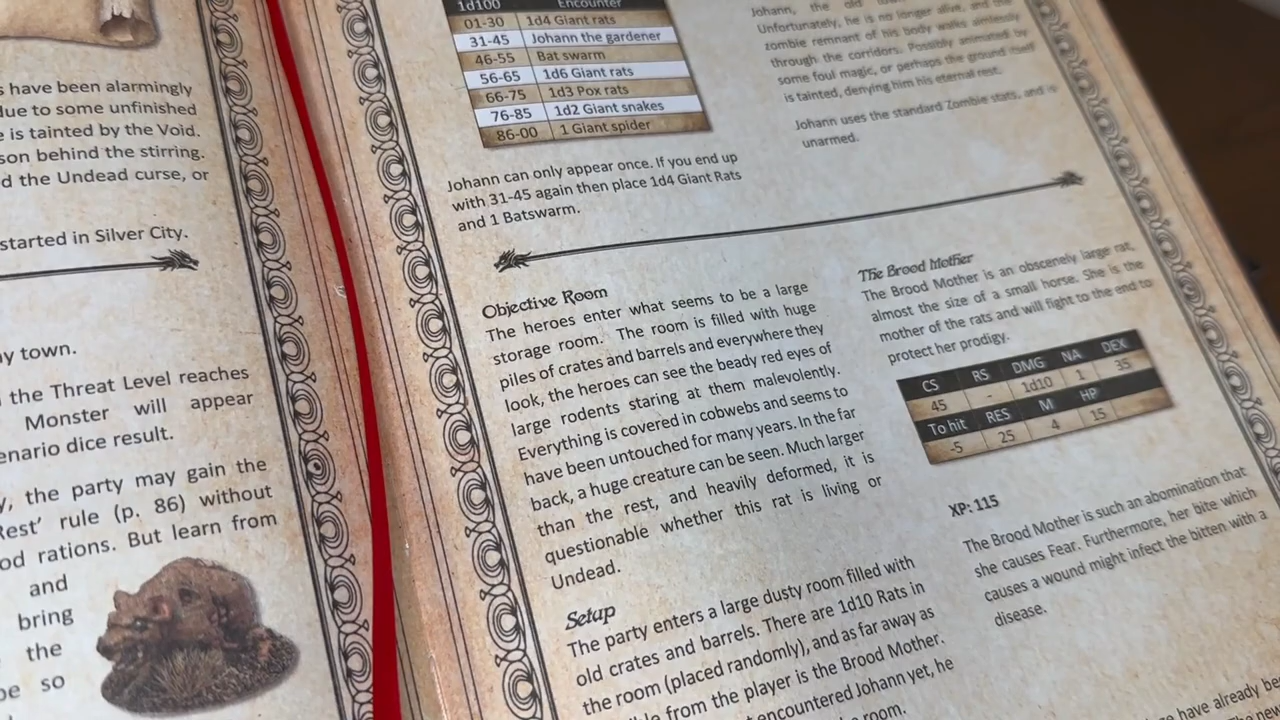 s have been alarmingly
due to some unfinished
e is tainted by the Void.
son behind the stirring.
d the Undead curse, or
started in Silver City.
ny town.
the Threat Level reaches
Monster will appear
enario dice result.
y, the party may gain the
Rest' rule (p. 86) without
od rations. But learn from
and
bring
the
be so
1d100 Encounter
01-30 1d4 Giant rats
31-45 Johann the gardener
46-55 Bat swarm
56-65 1d6 Giant rats
66-75 1d3 Pox rats
76-85 1d2 Giant snakes
86-00 1 Giant spider
Johann can only appear once. If you end up
with 31-45 again then place 1d4 Giant Rats
and 1 Batswarm.
Johann, the old
Unfortunately, he is no longer alive, and the
zombie remnant of his body walks aimlessly
through the corridors. Possibly animated by
some foul magic, or perhaps the ground itself
is tainted, denying him his eternal rest.
Johann uses the standard Zombie stats, and is
unarmed.
Objective Room
The heroes enter what seems to be a large
storage room. The room is filled with huge
piles of crates and barrels and everywhere they
look, the heroes can see the beady red eyes of
large rodents staring at them malevolently.
Everything is covered in cobwebs and seems to
have been untouched for many years. In the far
back, a huge creature can be seen. Much larger
than the rest, and heavily deformed, it is
questionable whether this rat is living or
Undead.
Setup
The party enters a large dusty room filled with
old crates and barrels. There are 1d10 Rats in
the room (placed randomly), and as far away as
from the player is the Brood Mother.
encountered Johann yet, he
room.
The Brood Mother
The Brood Mother is an obscenely large rat,
almost the size of a small horse. She is the
mother of the rats and will fight to the end to
protect her prodigy.
CS RS DMG NA DEX
45 - 1d10 1 35
To hit RES M HP
-5 25 4 15
XP: 115
The Brood Mother is such an abomination that
she causes Fear. Furthermore, her bite which
causes a wound might infect the bitten with a
disease.
have already been